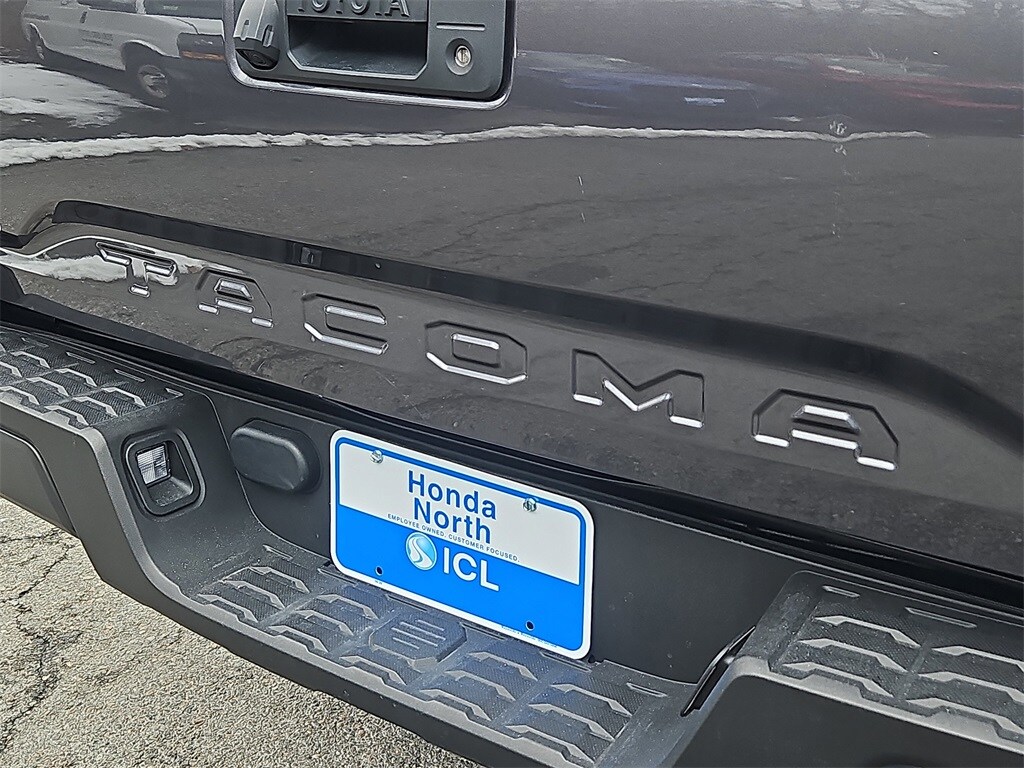 TOYOTA
TACOMA
Honda
North
EMPLOYEE OWNED. CUSTOMER FOCUSED.
ICL